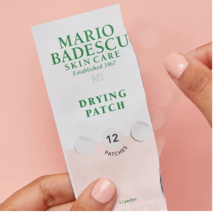 MARIO
BADESCU
SKIN CARE
Established 1967
DRYING
PATCH
12
PATCHES